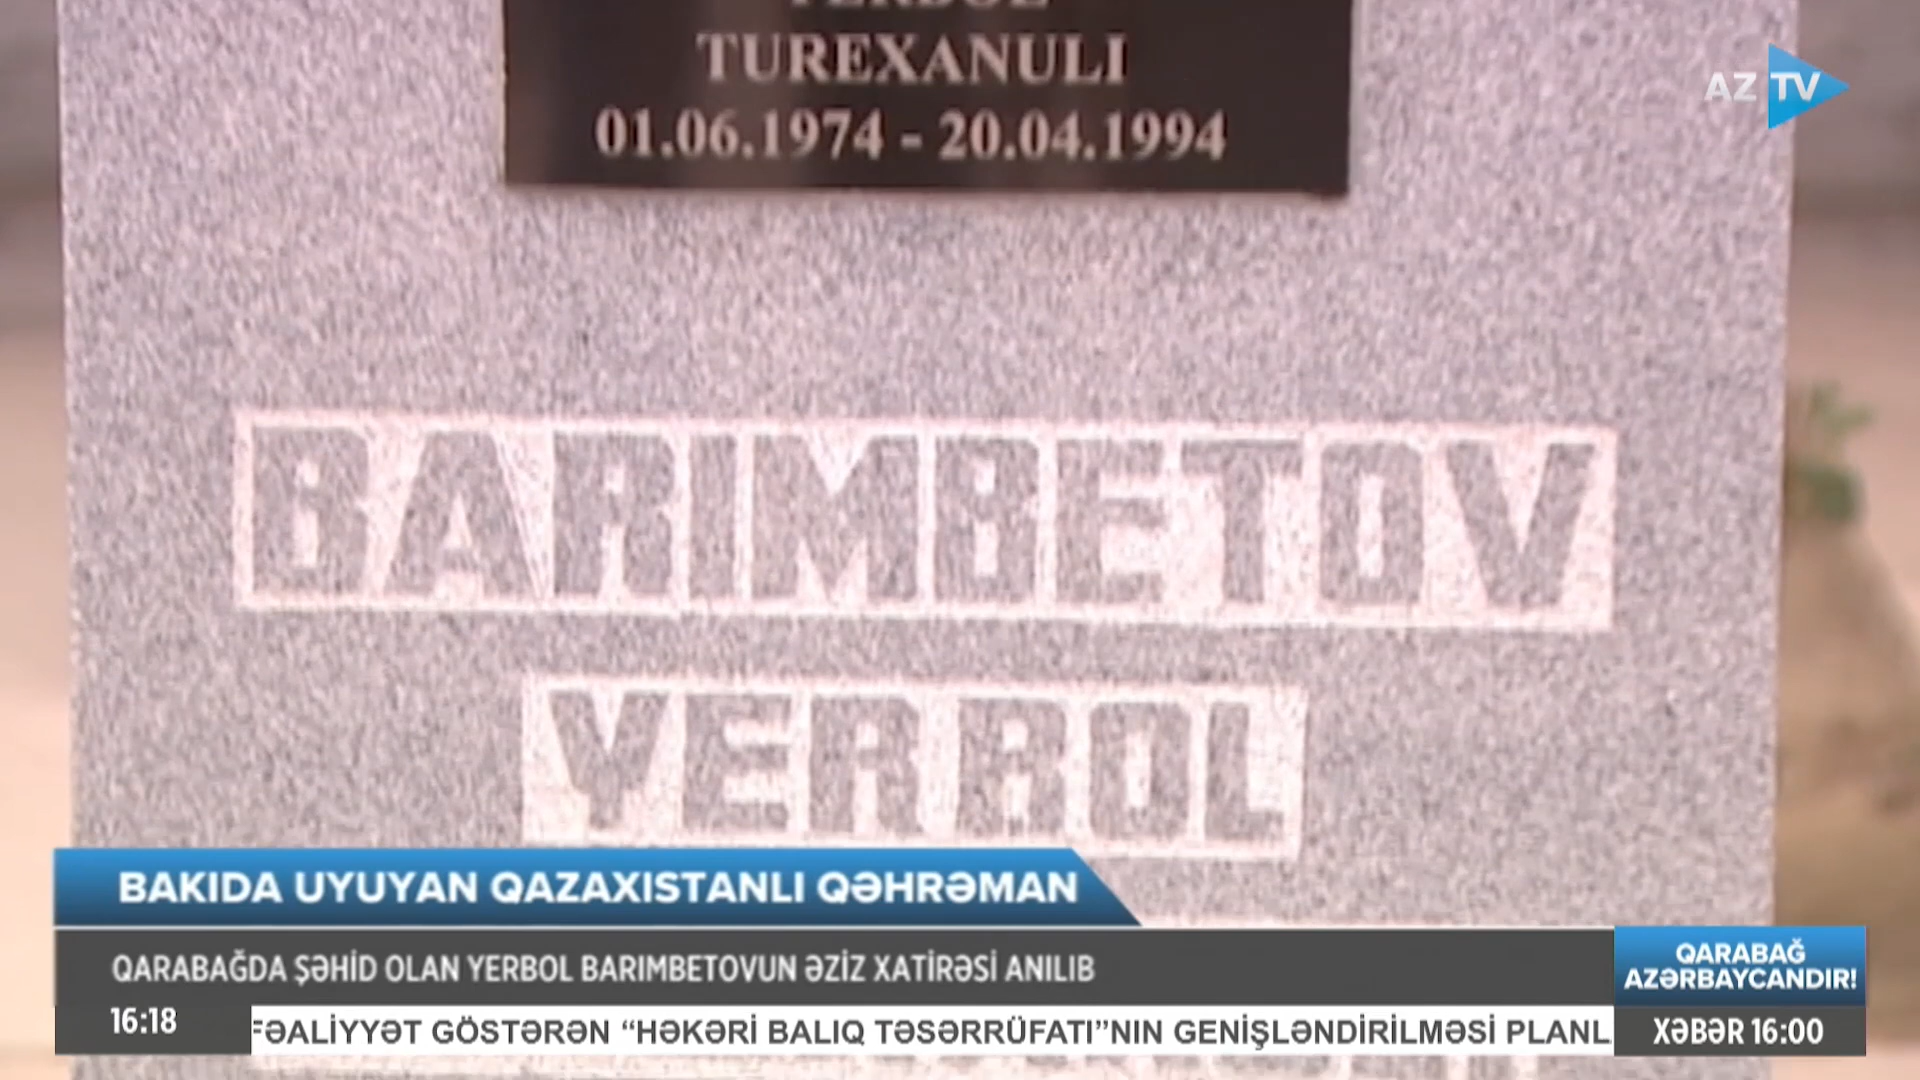 TUREXANULI
01.06.1974 - 20.04.1994
AZ TV
BARIMBETOV
YERBOL
BAKIDA UYUYAN QAZAXISTANLI QƏHRƏMAN
QARABAĞDA ŞƏHİD OLAN YERBOL BARIMBETOVUN ƏZİZ XATİRƏSİ ANILIB
QARABAĞ
AZƏRBAYCANDIR!
16:18
FƏALİYYƏT GÖSTƏRƏN “HƏKƏRİ BALIQ TƏSƏRRÜFATI”NIN GENİŞLƏNDİRİLMƏSİ PLANL
XƏBƏR 16:00